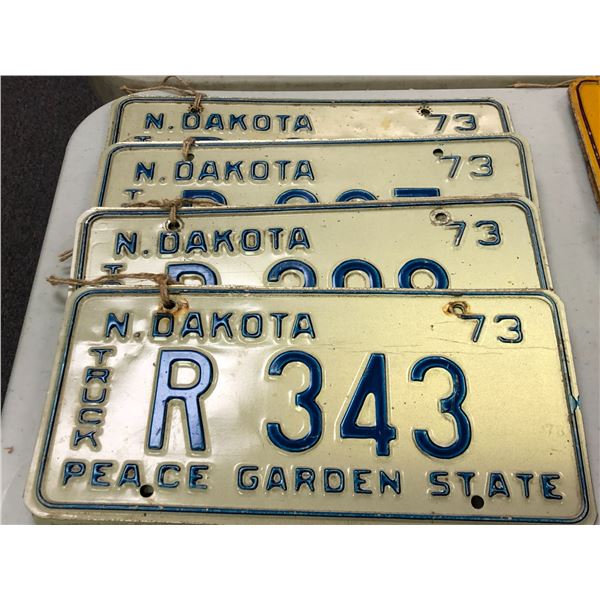 N. DAKOTA 73
N. DAKOTA 73
N. DAKOTA 73
N. DAKOTA 73
TRUCK R 343
PEACE GARDEN STATE